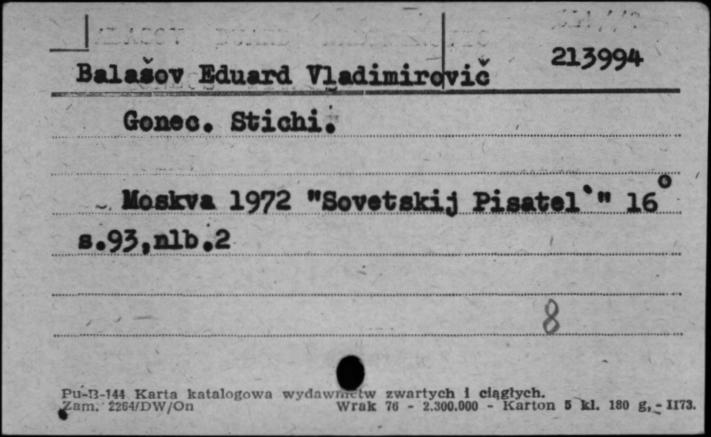 213994
Balašov Eduard Vladimirovič
Gonec. Stichi.
Moskva 1972 "Sovetskij Pisatel`" 16°
s.93,nlb.2
8
Pu-B-144 Karta katalogowa wydawnictw zwartych i ciągłych.
Zam. 2264/DW/On Wrak 76 - 2.300.000 - Karton 5 kl. 180 g, - II73.